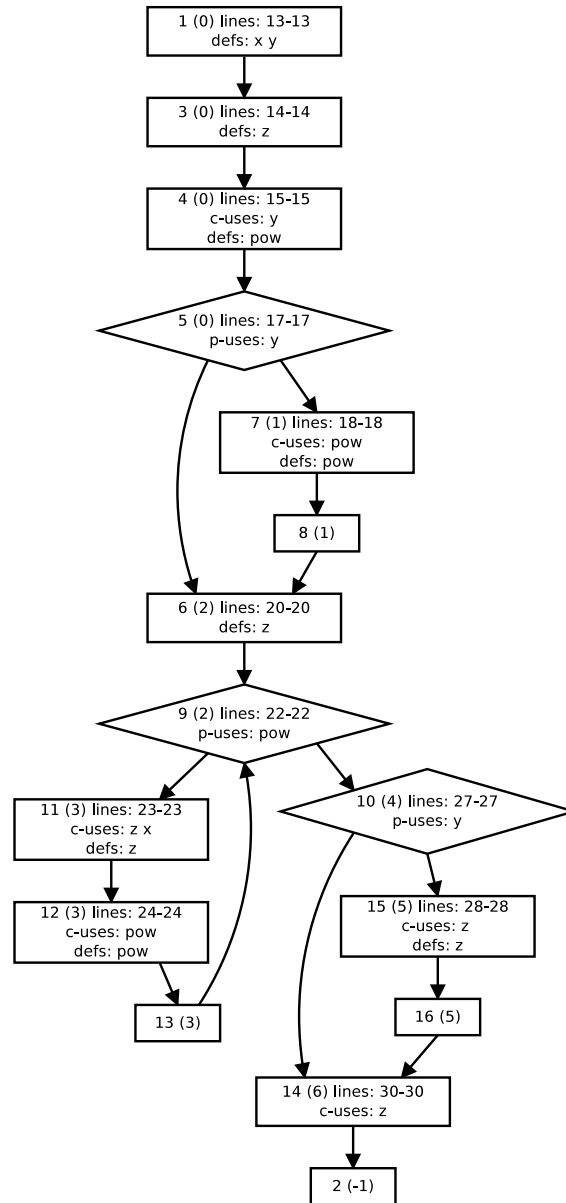 1 (0) lines: 13-13
defs: x y
3 (0) lines: 14-14
defs: z
4 (0) lines: 15-15
c-uses: y
defs: pow
5 (0) lines: 17-17
p-uses: y
7 (1) lines: 18-18
c-uses: pow
defs: pow
8 (1)
6 (2) lines: 20-20
defs: z
9 (2) lines: 22-22
p-uses: pow
11 (3) lines: 23-23
c-uses: z x
defs: z
10 (4) lines: 27-27
p-uses: y
12 (3) lines: 24-24
c-uses: pow
defs: pow
15 (5) lines: 28-28
c-uses: z
defs: z
13 (3)
16 (5)
14 (6) lines: 30-30
c-uses: z
2 (-1)